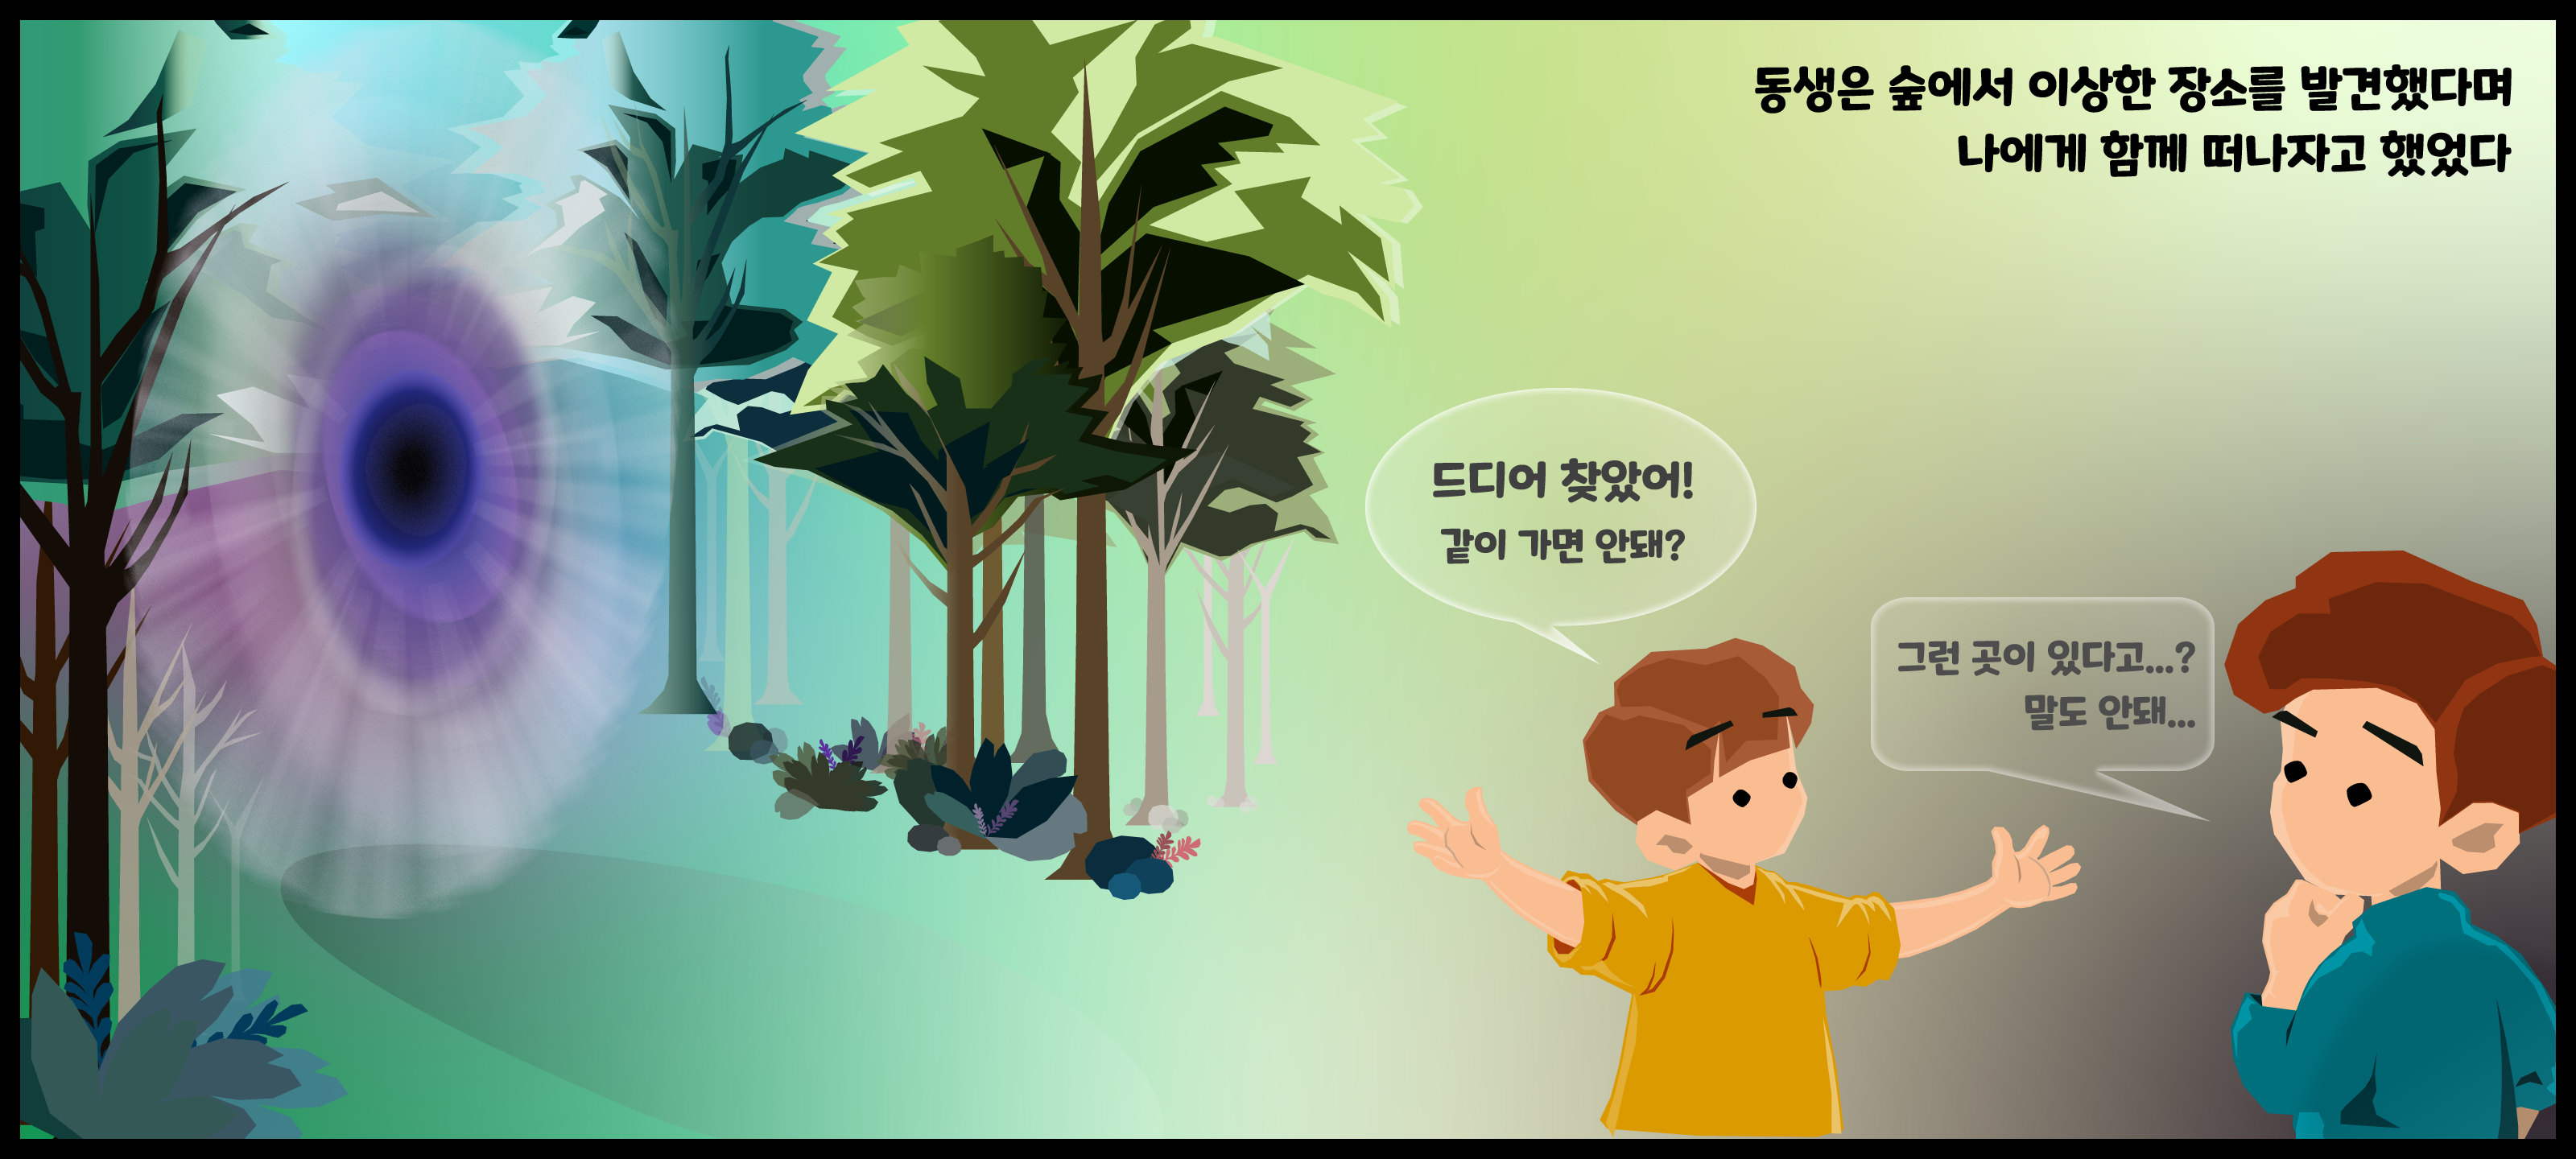 동생은 숲에서 이상한 장소를 발견했다며
나에게 함께 떠나자고 했었다
드디어 찾았어!
같이 가면 안돼?
그런 곳이 있다고...?
말도 안돼...